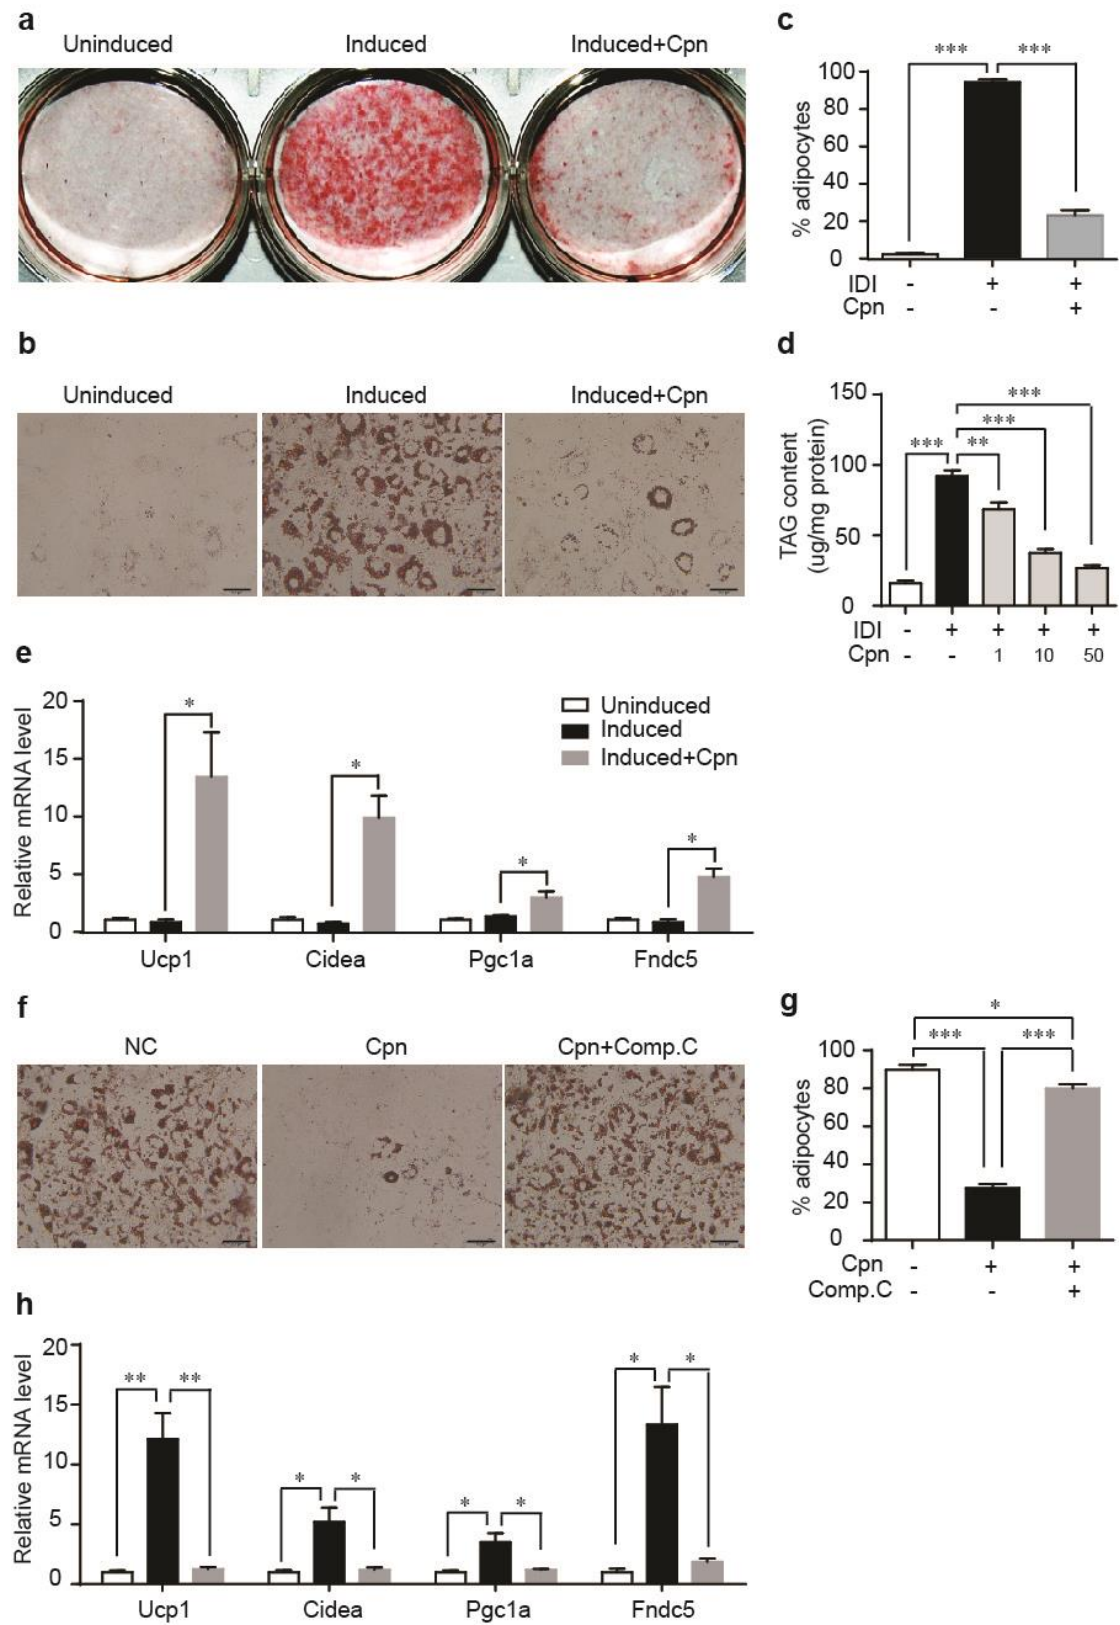 a
Uninduced Induced Induced+Cpn
c
*** ***
100
80
60
40
20
0
% adipocytes
IDI - + +
Cpn - - +
b
Uninduced Induced Induced+Cpn
d
***
***
*** **
150
100
50
0
TAG content
(ug/mg protein)
IDI - + + + +
Cpn - - 1 10 50
e
20
15
10
5
0
Relative mRNA level
* * * *
Uninduced
Induced
Induced+Cpn
Ucp1 Cidea Pgc1a Fndc5
f
NC Cpn Cpn+Comp.C
g
*
*** ***
100
80
60
40
20
0
% adipocytes
Cpn - + +
Comp.C - - +
h
20
15
10
5
0
Relative mRNA level
** ** * * * * * *
Ucp1 Cidea Pgc1a Fndc5